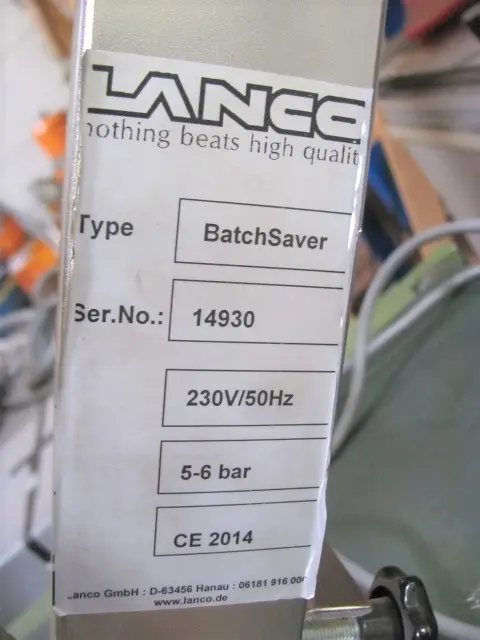 LANCO
nothing beats high qualit
Type BatchSaver
Ser.No.: 14930
230V/50Hz
5-6 bar
CE 2014
Lanco GmbH : D-63456 Hanau : 06181 916 000
www.lanco.de